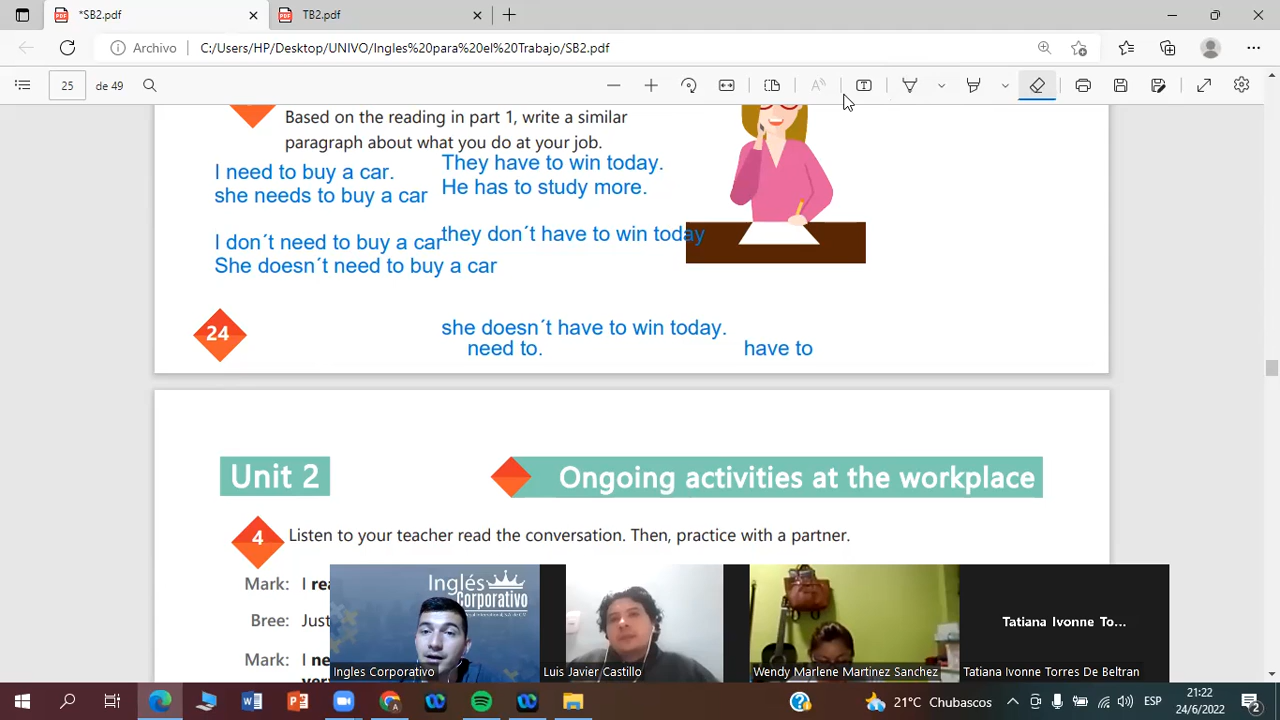 *SB2.pdf
TB2.pdf
Archivo
C:/Users/HP/Desktop/UNIVO/Ingles%20para%20el%20Trabajo/SB2.pdf
25
de 49
Based on the reading in part 1, write a similar
paragraph about what you do at your job.
I need to buy a car.
she needs to buy a car
They have to win today.
He has to study more.
I don´t need to buy a car
She doesn´t need to buy a car
they don´t have to win today
24
she doesn´t have to win today.
need to.
have to
Unit 2
Ongoing activities at the workplace
4
Listen to your teacher read the conversation. Then, practice with a partner.
Mark: I
Bree: Just
Mark: I
Inglés
Corporativo
Ingles Corporativo
Luis Javier Castillo
Wendy Marlene Martinez Sanchez
Tatiana Ivonne To...
Tatiana Ivonne Torres De Beltran
21°C Chubascos
ESP
21:22
24/6/2022
2